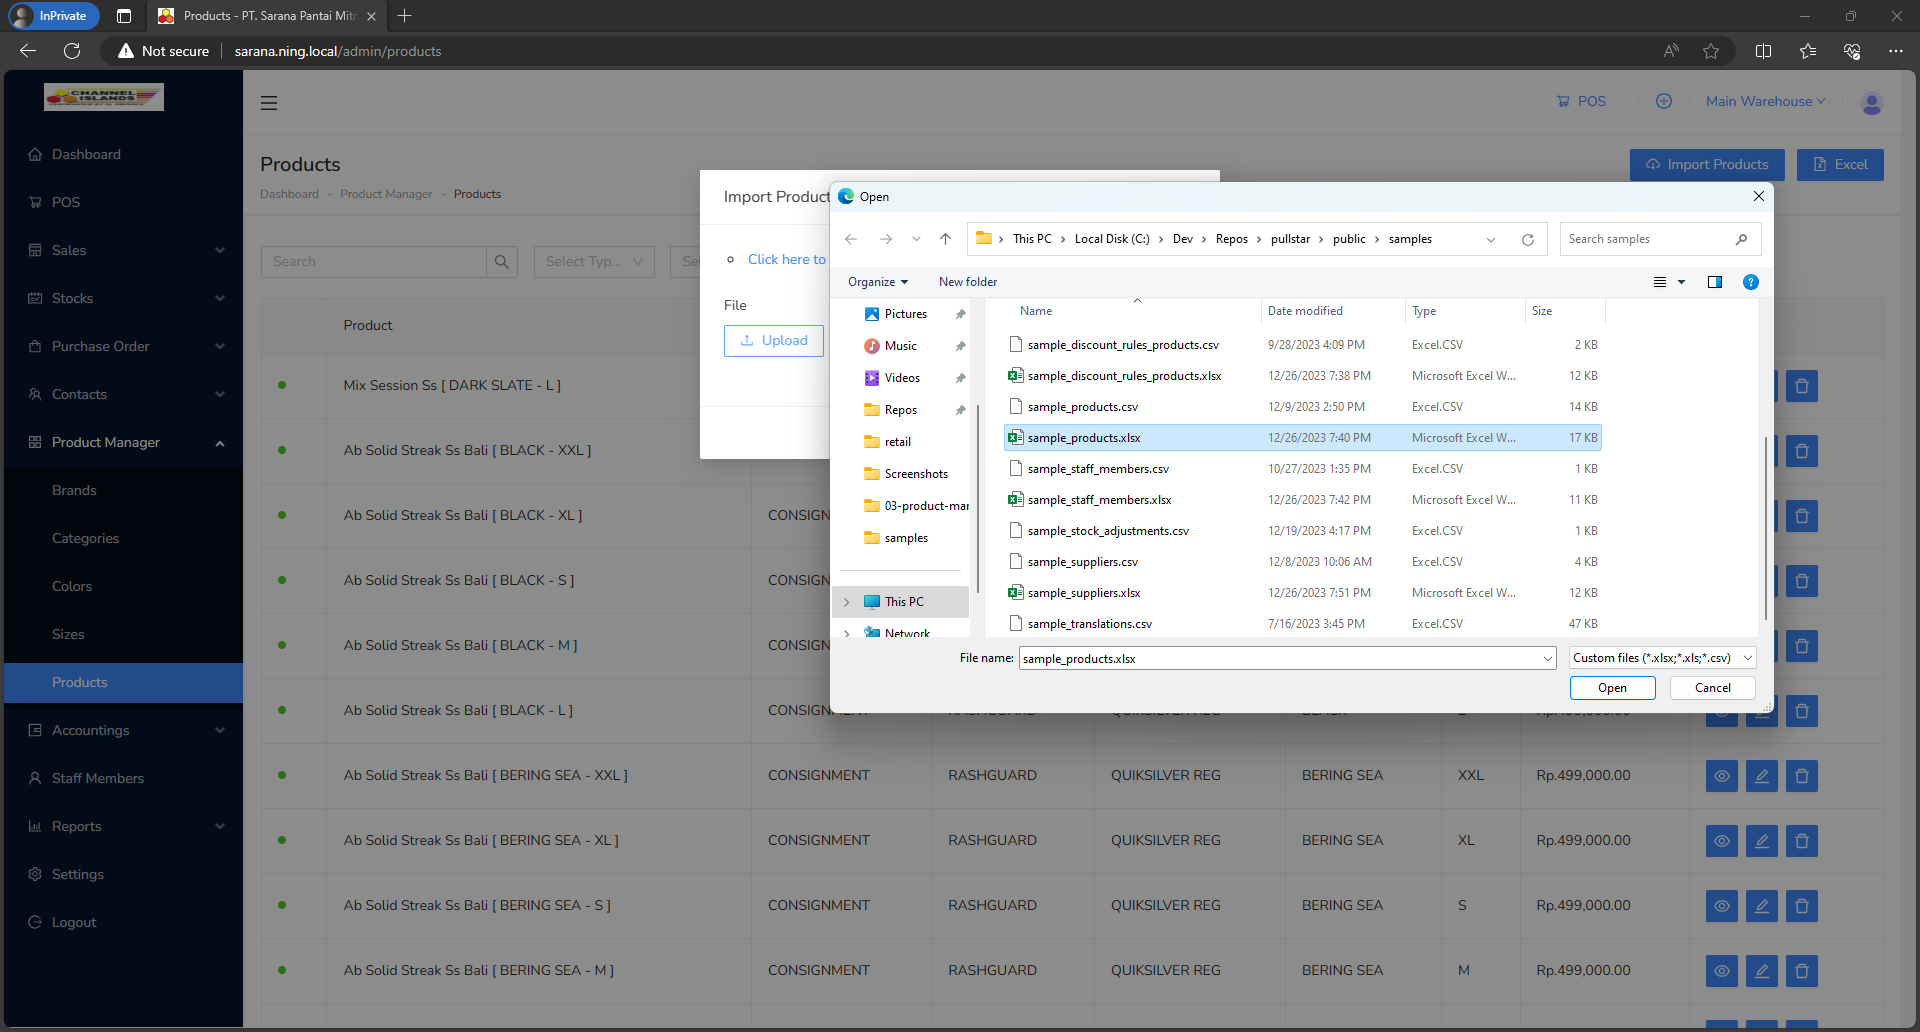 InPrivate
Products - PT. Sarana Pantai Mitr
Not secure
sarana.ning.local/admin/products
CHANNEL
ISLANDS
Dashboard
POS
Sales
Stocks
Purchase Order
Contacts
Product Manager
Brands
Categories
Colors
Sizes
Products
Accountings
Staff Members
Reports
Settings
Logout
POS
Main Warehouse
Products
Dashboard - Product Manager - Products
Import Products
Excel
Search
Select Typ...
Se
Product
Mix Session Ss [ DARK SLATE - L ]
Ab Solid Streak Ss Bali [ BLACK - XXL ]
Ab Solid Streak Ss Bali [ BLACK - XL ] CONSIGN
Ab Solid Streak Ss Bali [ BLACK - S ] CONSIGN
Ab Solid Streak Ss Bali [ BLACK - M ] CONSIGN
Ab Solid Streak Ss Bali [ BLACK - L ] CONSIGNMENT RASHGUARD QUIKSILVER REG BLACK L Rp.499,000.00
Ab Solid Streak Ss Bali [ BERING SEA - XXL ] CONSIGNMENT RASHGUARD QUIKSILVER REG BERING SEA XXL Rp.499,000.00
Ab Solid Streak Ss Bali [ BERING SEA - XL ] CONSIGNMENT RASHGUARD QUIKSILVER REG BERING SEA XL Rp.499,000.00
Ab Solid Streak Ss Bali [ BERING SEA - S ] CONSIGNMENT RASHGUARD QUIKSILVER REG BERING SEA S Rp.499,000.00
Ab Solid Streak Ss Bali [ BERING SEA - M ] CONSIGNMENT RASHGUARD QUIKSILVER REG BERING SEA M Rp.499,000.00
Import Product
Click here to
File
Upload
Open
This PC > Local Disk (C:) > Dev > Repos > pullstar > public > samples
Search samples
Organize
New folder
Pictures
Music
Videos
Repos
retail
Screenshots
03-product-mar
samples
This PC
Network
Name Date modified Type Size
sample_discount_rules_products.csv 9/28/2023 4:09 PM Excel.CSV 2 KB
sample_discount_rules_products.xlsx 12/26/2023 7:38 PM Microsoft Excel W... 12 KB
sample_products.csv 12/9/2023 2:50 PM Excel.CSV 14 KB
sample_products.xlsx 12/26/2023 7:40 PM Microsoft Excel W... 17 KB
sample_staff_members.csv 10/27/2023 1:35 PM Excel.CSV 1 KB
sample_staff_members.xlsx 12/26/2023 7:42 PM Microsoft Excel W... 11 KB
sample_stock_adjustments.csv 12/19/2023 4:17 PM Excel.CSV 1 KB
sample_suppliers.csv 12/8/2023 10:06 AM Excel.CSV 4 KB
sample_suppliers.xlsx 12/26/2023 7:51 PM Microsoft Excel W... 12 KB
sample_translations.csv 7/16/2023 3:45 PM Excel.CSV 47 KB
File name: sample_products.xlsx
Custom files (*.xlsx;*.xls;*.csv)
Open
Cancel